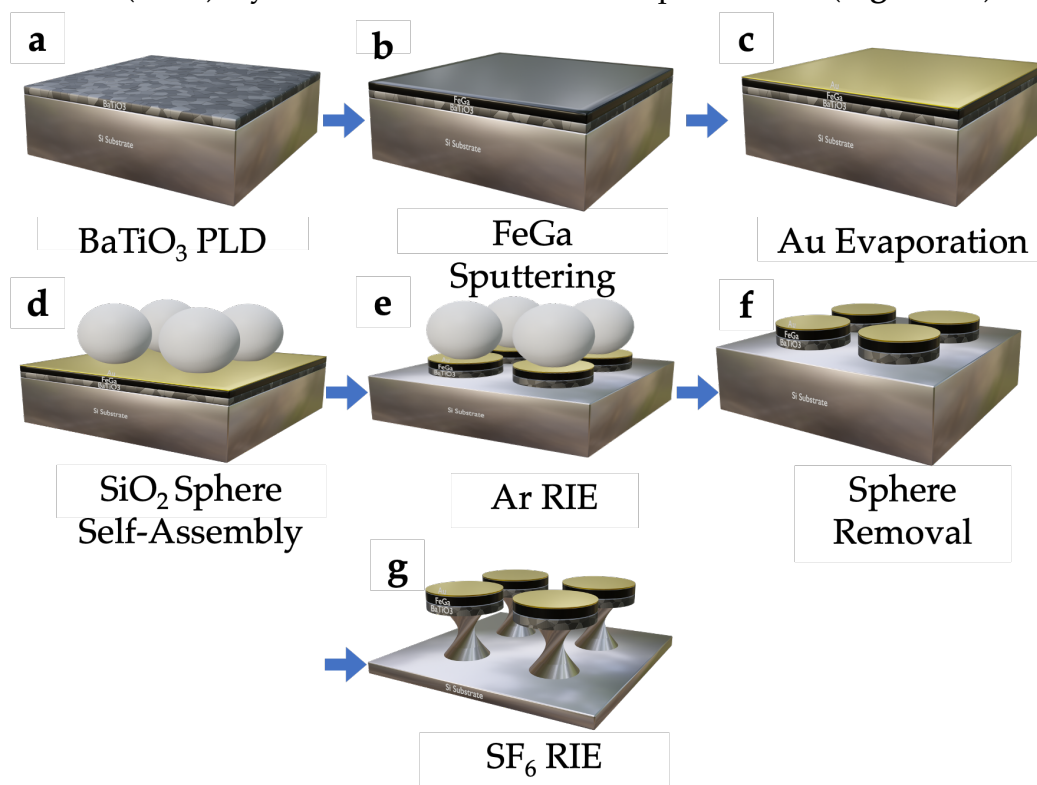 a
BaTiO3
Si Substrate
BaTiO₃ PLD
b
FeGa
BaTiO3
Si Substrate
FeGa
Sputtering
c
FeGa
BaTiO3
Si Substrate
Au Evaporation
d
FeGa
BaTiO3
Si Substrate
SiO₂ Sphere
Self-Assembly
e
FeGa
BaTiO3
Si Substrate
Ar RIE
f
FeGa
BaTiO3
Si Substrate
Sphere
Removal
g
FeGa
BaTiO3
Si Substrate
SF₆ RIE